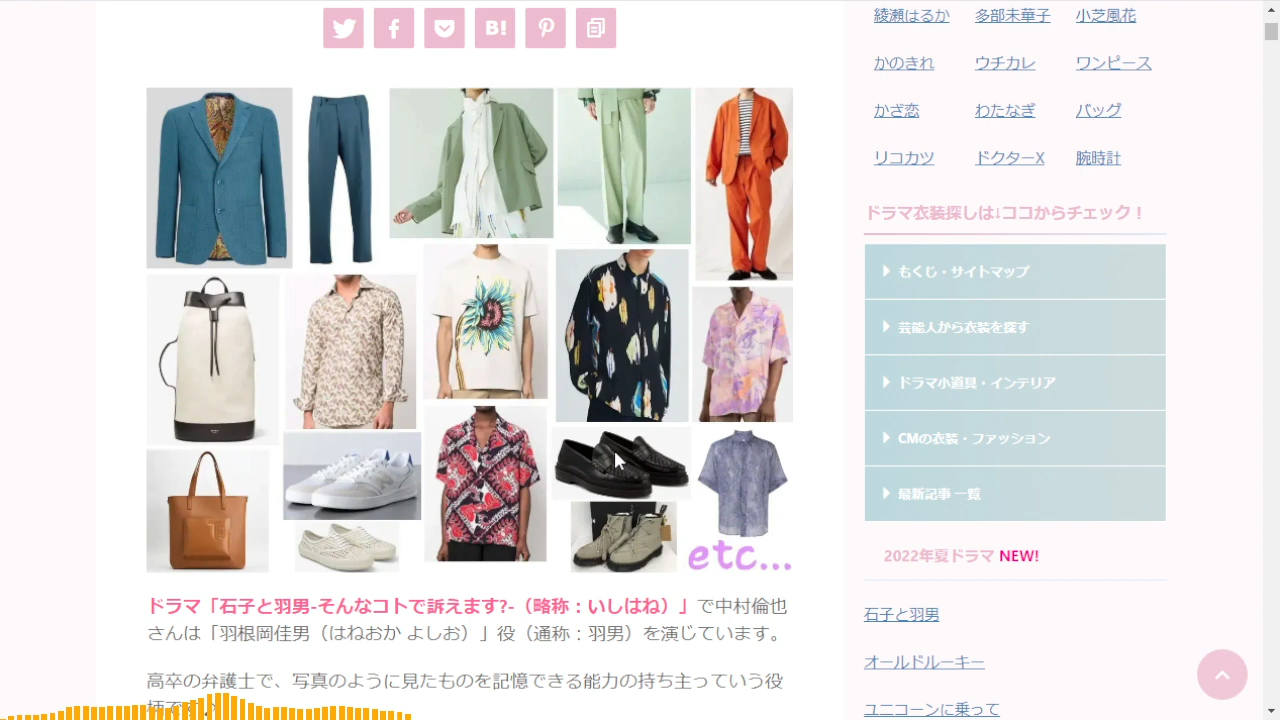 B!
綾瀬はるか 多部未華子 小芝風花
かのきれ ウチカレ ワンピース
かざ恋 わたなぎ バッグ
リコカツ ドクターX 腕時計
ドラマ衣装探しは↓ココからチェック！
もくじ・サイトマップ
芸能人から衣装を探す
ドラマ小道具・インテリア
CMの衣装・ファッション
最新記事 一覧
2022年夏ドラマ NEW!
石子と羽男
オールドルーキー
ユニコーンに乗って
etc...
ドラマ「石子と羽男-そんなコトで訴えます?-（略称：いしはね）」で中村倫也
さんは「羽根岡佳男（はねおか よしお）」役（通称：羽男）を演じています。
高卒の弁護士で、写真のように見たものを記憶できる能力の持ち主っていう役